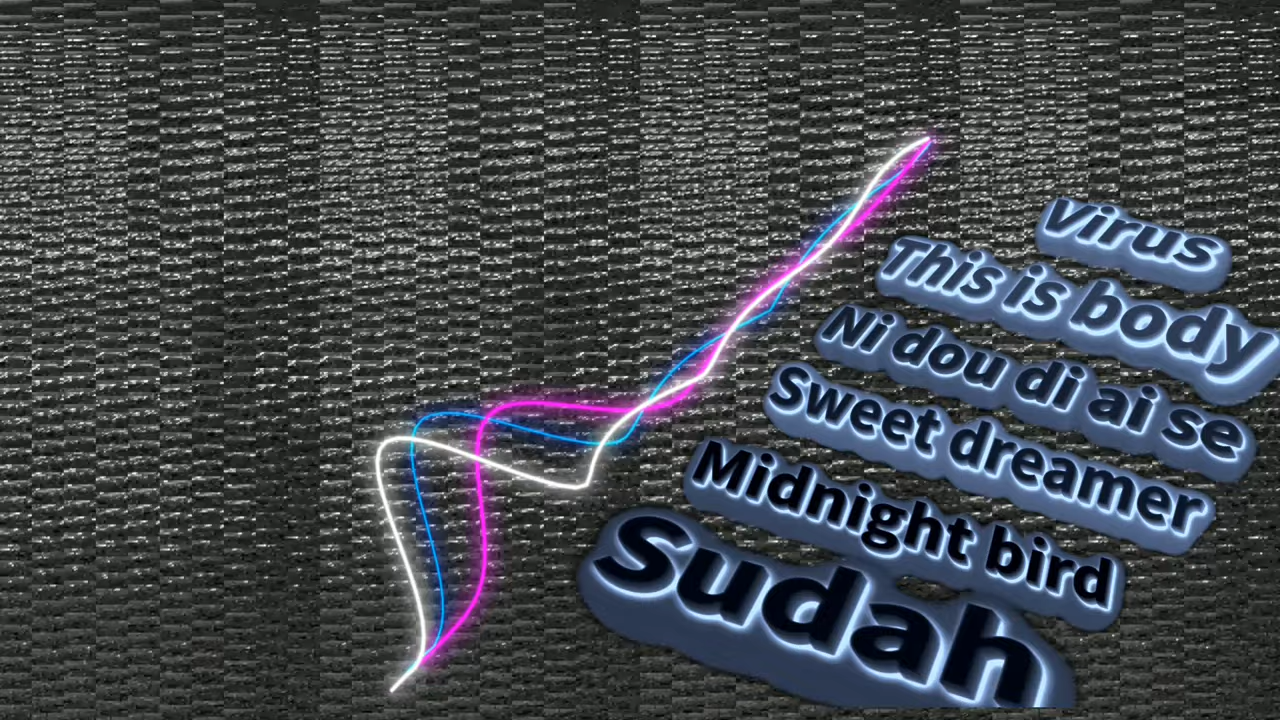 Virus
This is body
Ni dou di ai se
Sweet dreamer
Midnight bird
Sudah